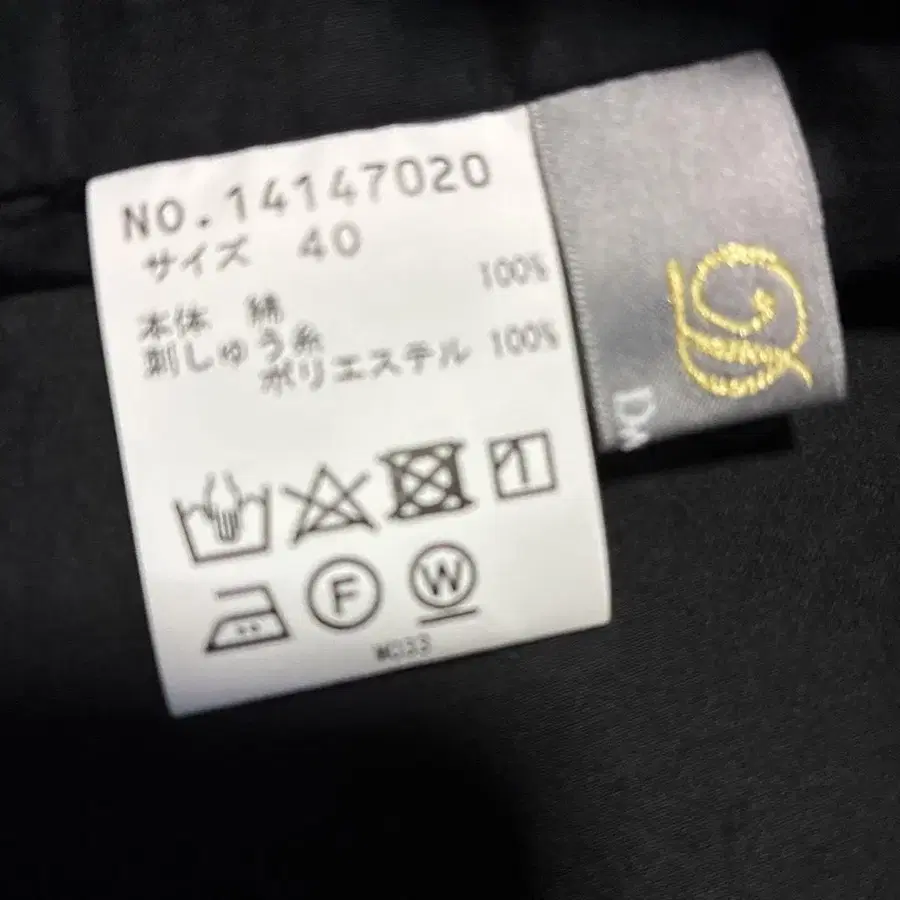 NO.14147020
サイズ 40
本体 綿 100%
刺しゅう糸
ポリエステル 100%
F W
W033